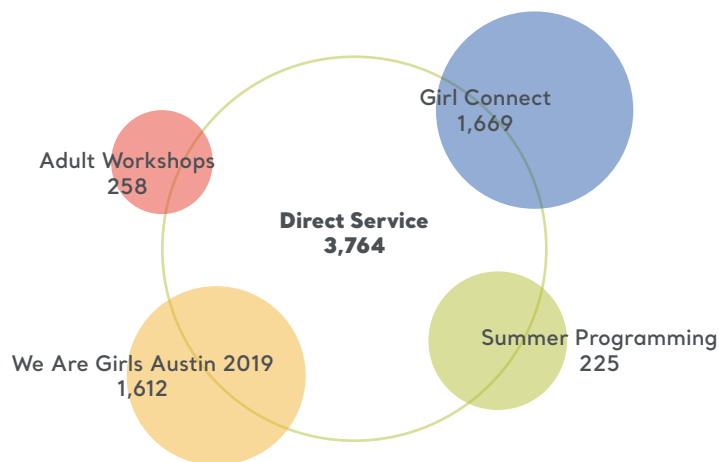 Girl Connect
1,669
Adult Workshops
258
Direct Service
3,764
Summer Programming
225
We Are Girls Austin 2019
1,612